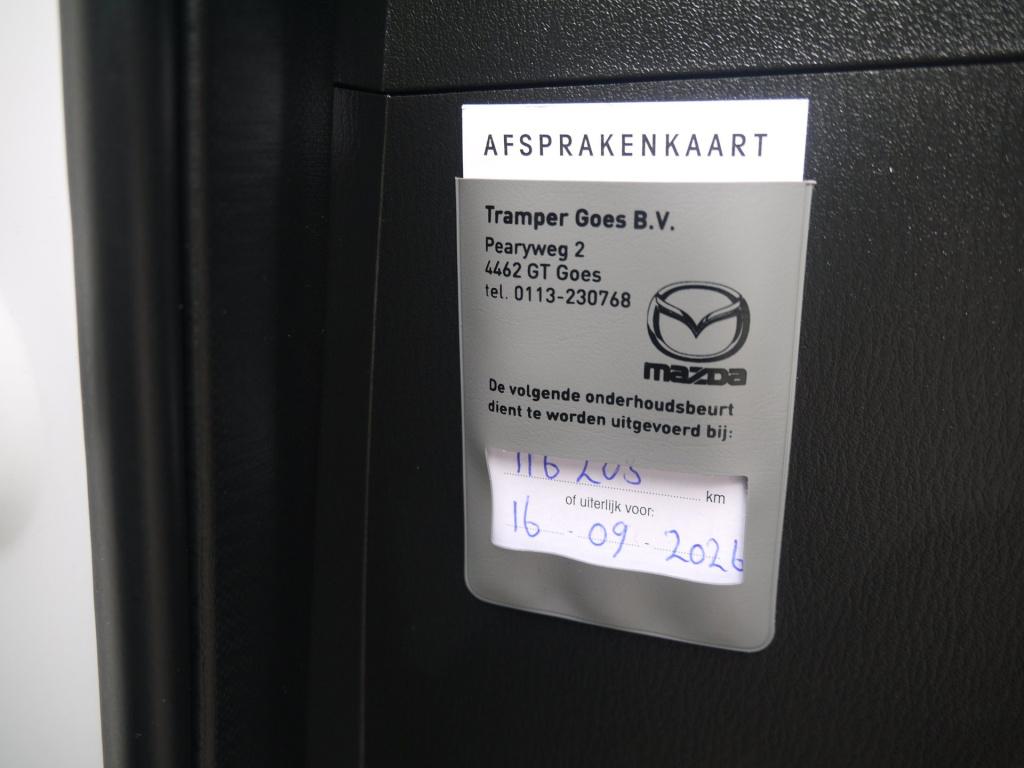 AFSPRAKENKAART
Tramper Goes B.V.
Pearyweg 2
4462 GT Goes
tel. 0113-230768
mazda
De volgende onderhoudsbeurt
dient te worden uitgevoerd bij:
116 km
of uiterlijk voor:
16 - 09 - 2026